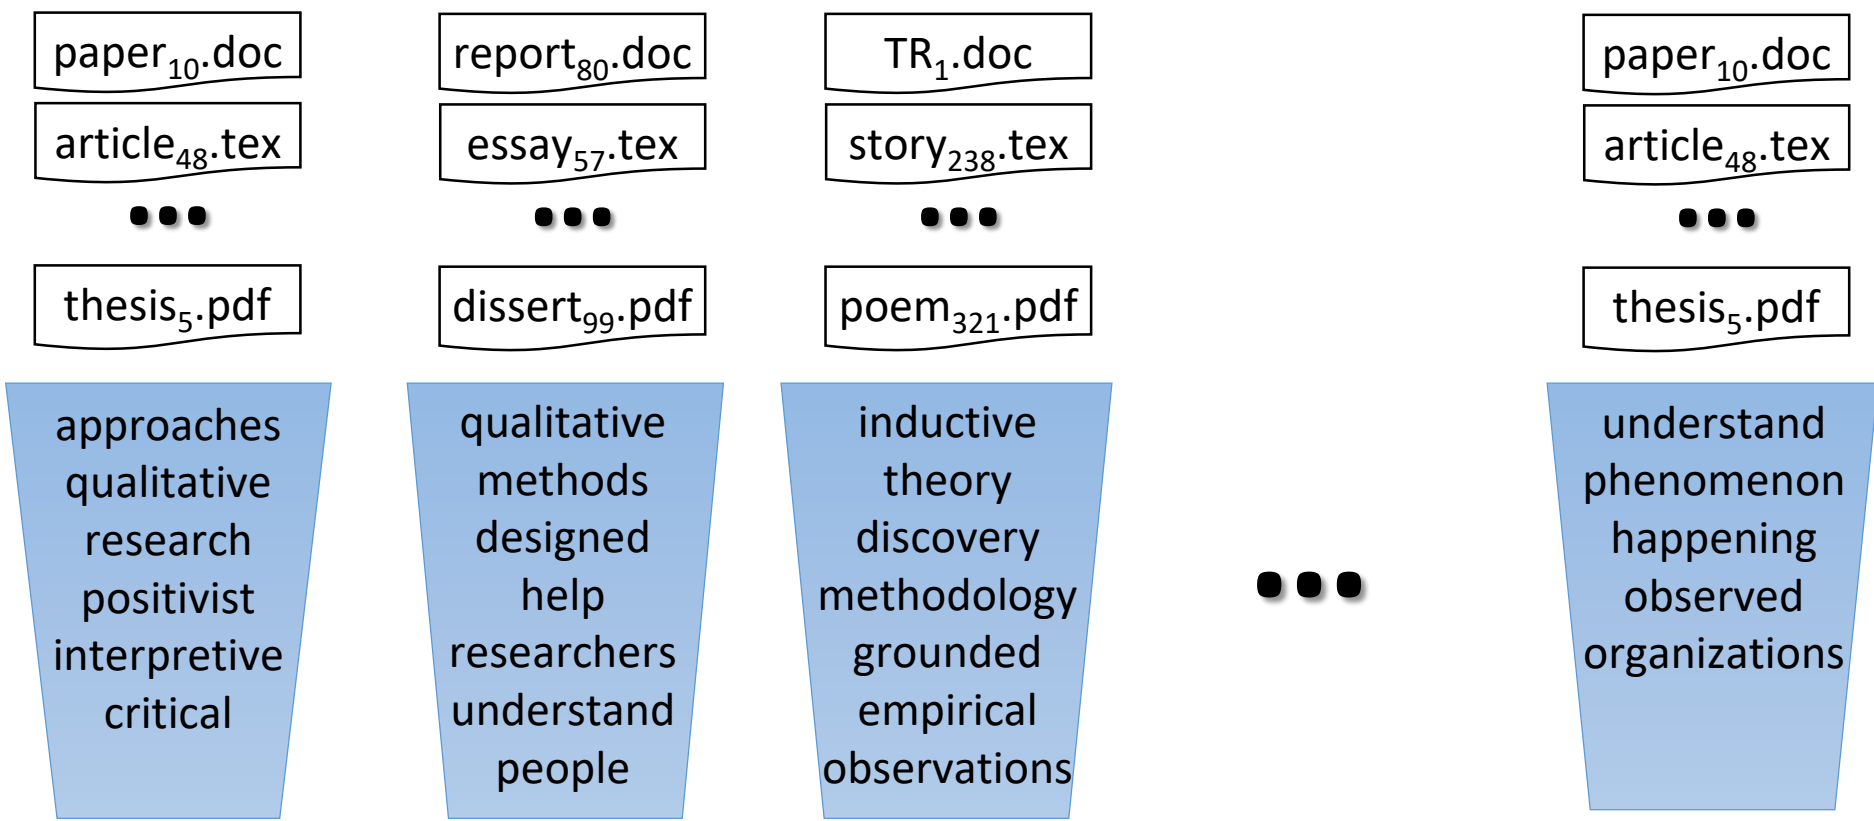 paper10.doc
article48.tex
...
thesis5.pdf
approaches
qualitative
research
positivist
interpretive
critical
report80.doc
essay57.tex
...
dissert99.pdf
qualitative
methods
designed
help
researchers
understand
people
TR1.doc
story238.tex
...
poem321.pdf
inductive
theory
discovery
methodology
grounded
empirical
observations
...
paper10.doc
article48.tex
...
thesis5.pdf
understand
phenomenon
happening
observed
organizations